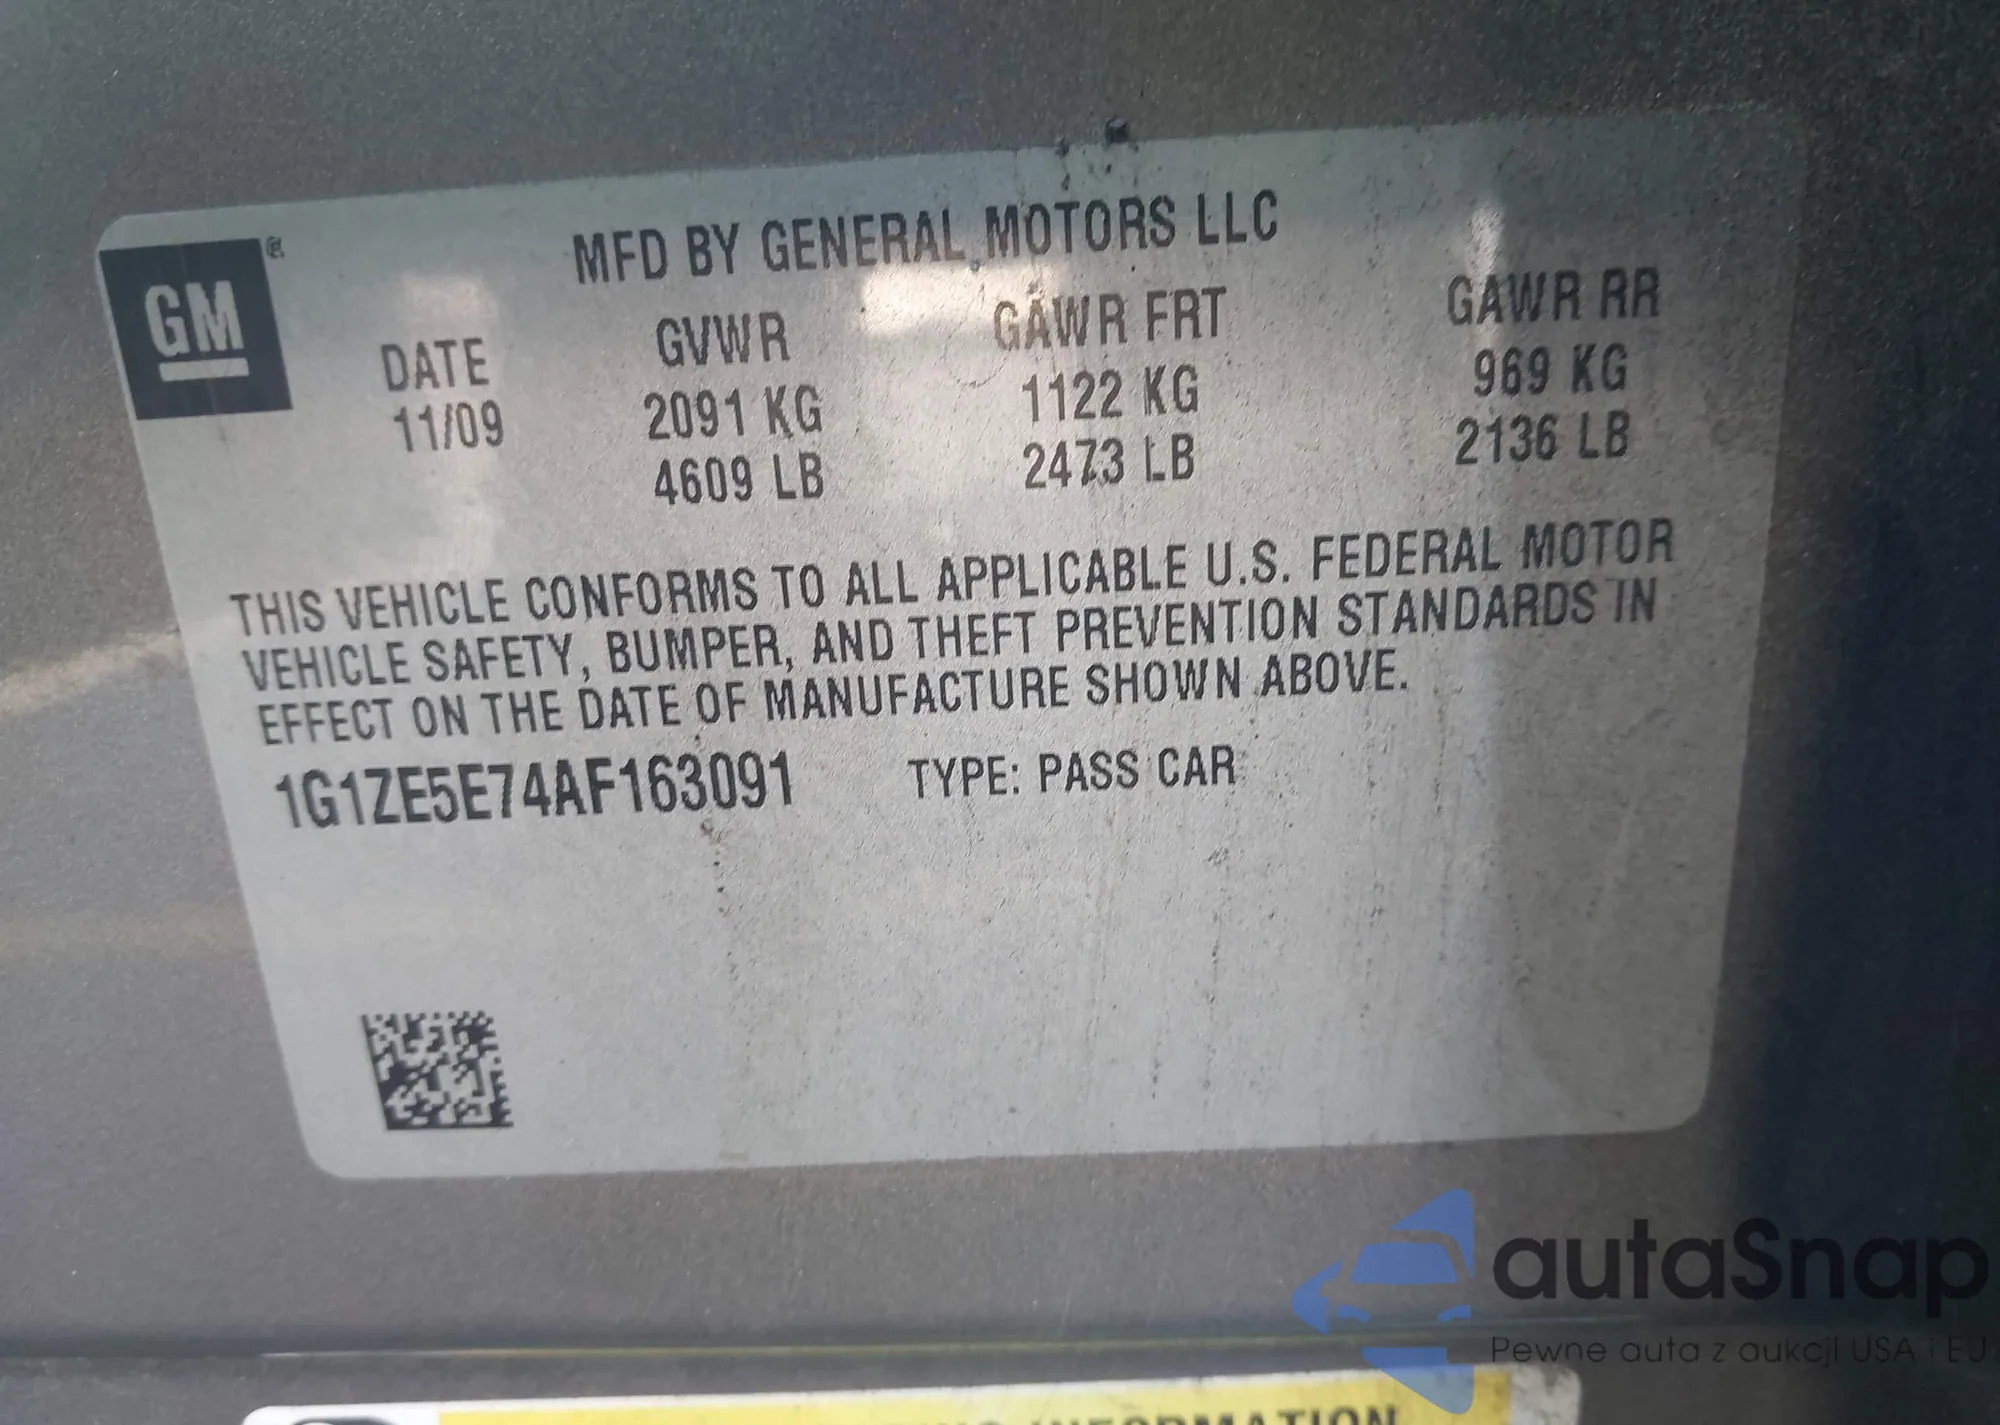 MFD BY GENERAL MOTORS LLC
GM
DATE GVWR GAWR FRT GAWR RR
11/09 2091 KG 1122 KG 969 KG
4609 LB 2473 LB 2136 LB
THIS VEHICLE CONFORMS TO ALL APPLICABLE U.S. FEDERAL MOTOR
VEHICLE SAFETY, BUMPER, AND THEFT PREVENTION STANDARDS IN
EFFECT ON THE DATE OF MANUFACTURE SHOWN ABOVE.
1G1ZE5E74AF163091 TYPE: PASS CAR
autaSnap
Pewne auta z aukcji USA i EU
INFORMATION